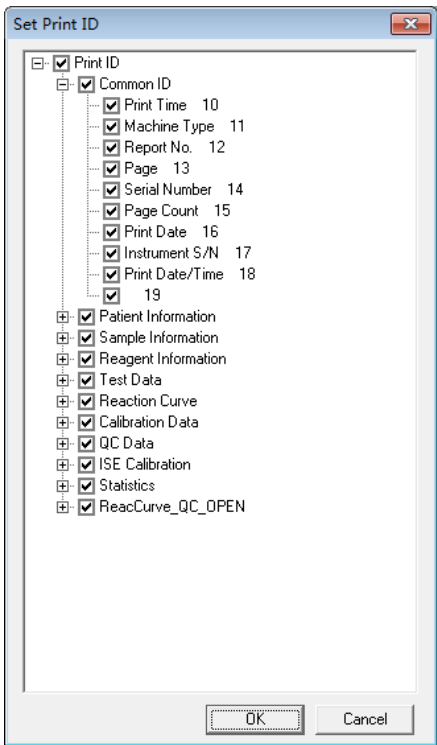 Set Print ID
Print ID
Common ID
Print Time 10
Machine Type 11
Report No. 12
Page 13
Serial Number 14
Page Count 15
Print Date 16
Instrument S/N 17
Print Date/Time 18
19
Patient Information
Sample Information
Reagent Information
Test Data
Reaction Curve
Calibration Data
QC Data
ISE Calibration
Statistics
ReacCurve_QC_OPEN
OK Cancel